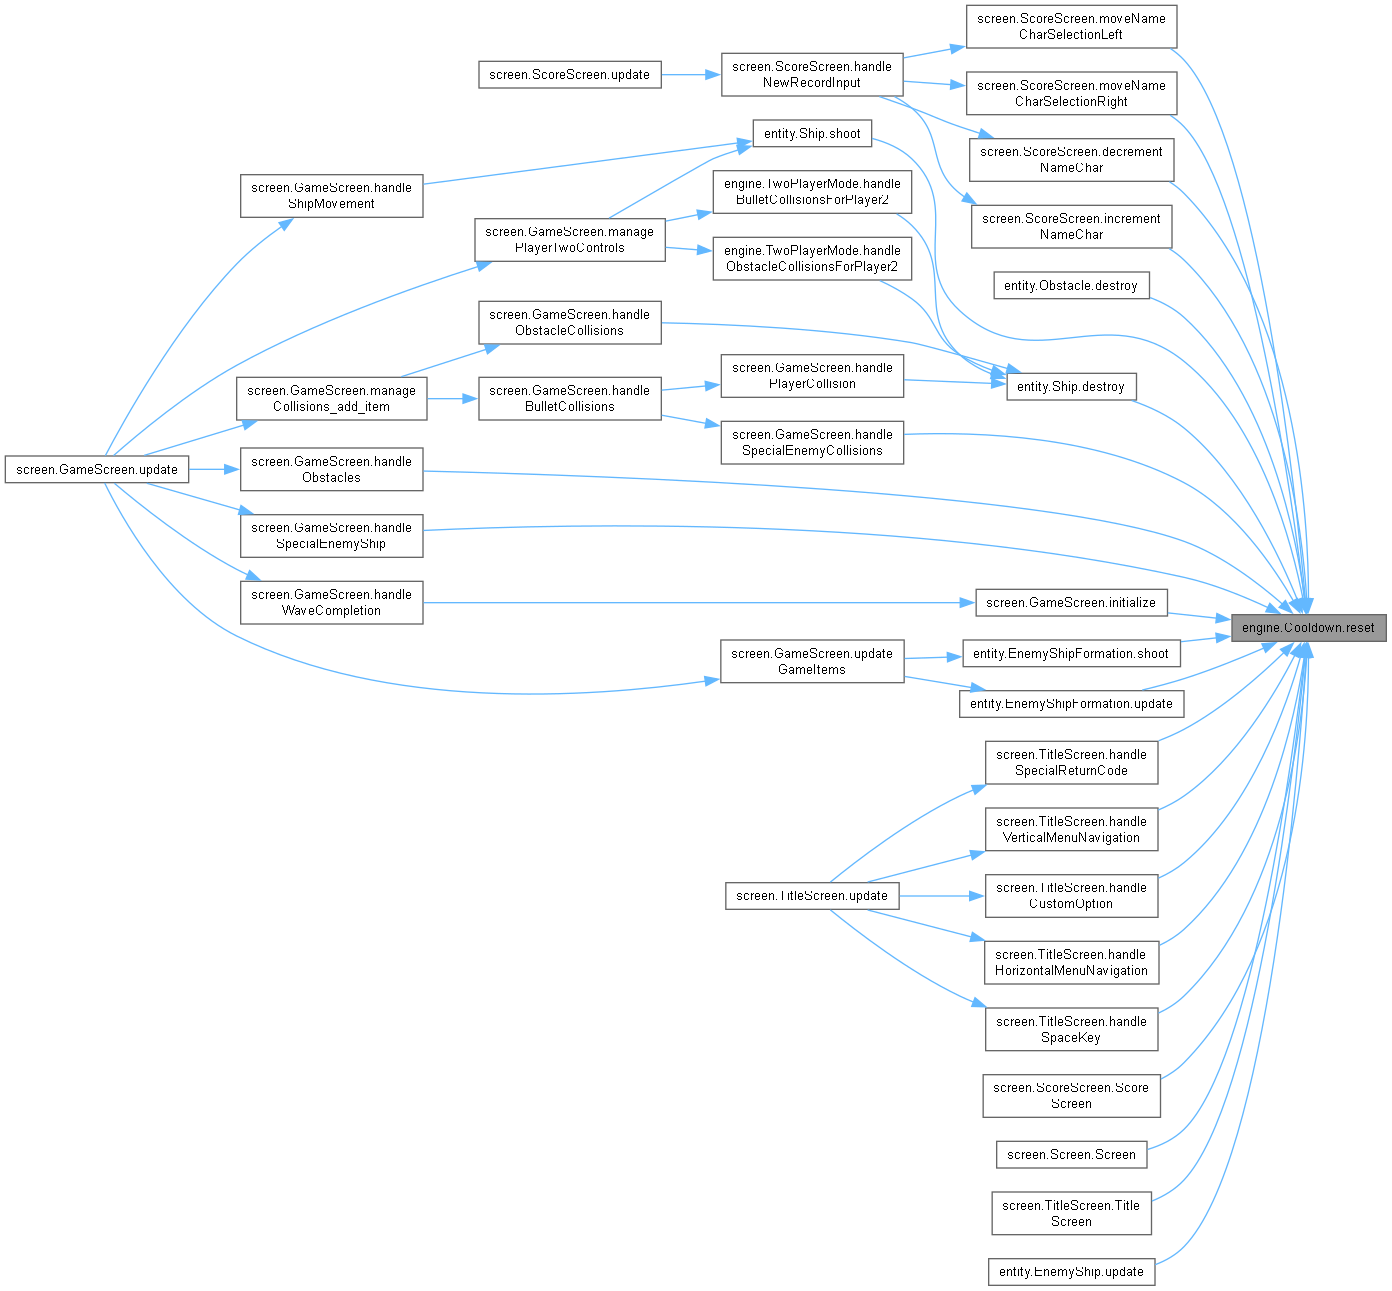 screen.ScoreScreen.moveName
CharSelectionLeft
screen.ScoreScreen.update
screen.ScoreScreen.handle
NewRecordInput
screen.ScoreScreen.moveName
CharSelectionRight
entity.Ship.shoot
screen.ScoreScreen.decrement
NameChar
screen.GameScreen.handle
ShipMovement
engine.TwoPlayerMode.handle
BulletCollisionsForPlayer2
screen.ScoreScreen.increment
NameChar
screen.GameScreen.manage
PlayerTwoControls
engine.TwoPlayerMode.handle
ObstacleCollisionsForPlayer2
entity.Obstacle.destroy
screen.GameScreen.handle
ObstacleCollisions
screen.GameScreen.handle
PlayerCollision
entity.Ship.destroy
screen.GameScreen.manage
Collisions_add_item
screen.GameScreen.handle
BulletCollisions
screen.GameScreen.handle
SpecialEnemyCollisions
screen.GameScreen.update
screen.GameScreen.handle
Obstacles
screen.GameScreen.handle
SpecialEnemyShip
screen.GameScreen.handle
WaveCompletion
screen.GameScreen.initialize
engine.Cooldown.reset
screen.GameScreen.update
GameItems
entity.EnemyShipFormation.shoot
entity.EnemyShipFormation.update
screen.TitleScreen.handle
SpecialReturnCode
screen.TitleScreen.handle
VerticalMenuNavigation
screen.TitleScreen.update
screen.TitleScreen.handle
CustomOption
screen.TitleScreen.handle
HorizontalMenuNavigation
screen.TitleScreen.handle
SpaceKey
screen.ScoreScreen.Score
Screen
screen.Screen.Screen
screen.TitleScreen.Title
Screen
entity.EnemyShip.update